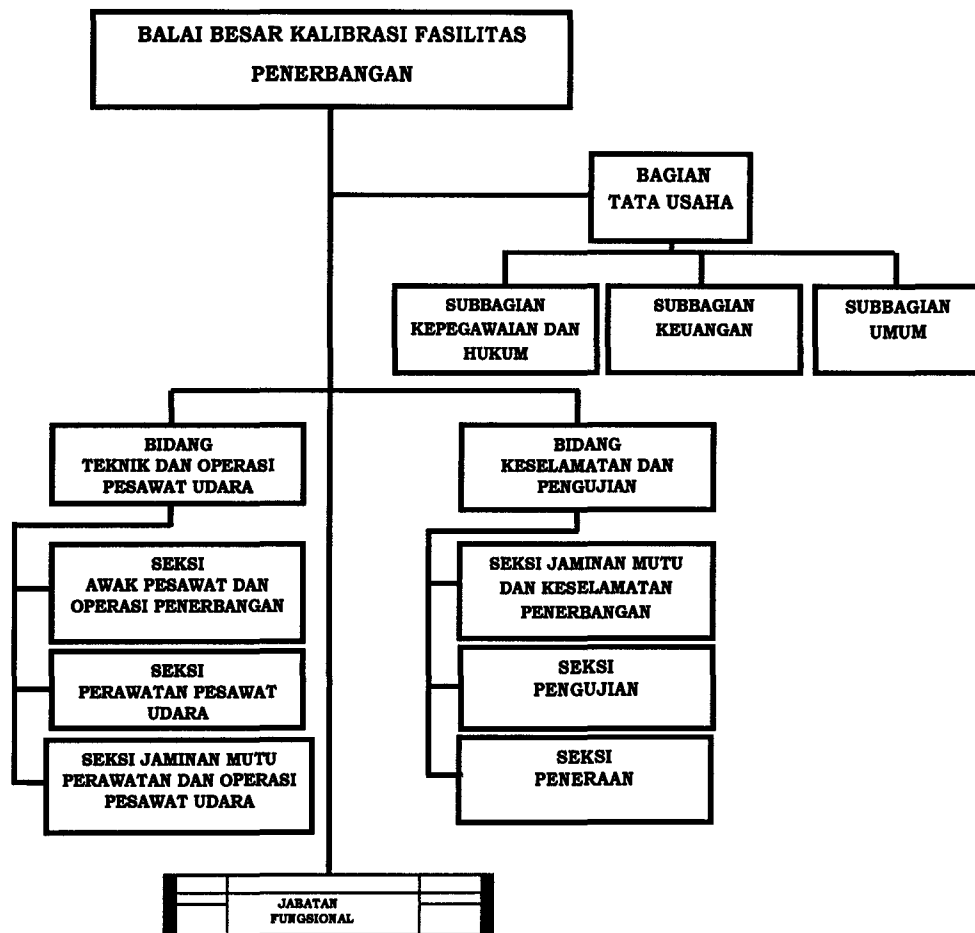 BALAI BESAR KALIBRASI FASILITAS
PENERBANGAN
BAGIAN
TATA USAHA
SUBBAGIAN
KEPEGAWAIAN DAN
HUKUM
SUBBAGIAN
KEUANGAN
SUBBAGIAN
UMUM
BIDANG
TEKNIK DAN OPERASI
PESAWAT UDARA
SEKSI
AWAK PESAWAT DAN
OPERASI PENERBANGAN
SEKSI
PERAWATAN PESAWAT
UDARA
SEKSI JAMINAN MUTU
PERAWATAN DAN OPERASI
PESAWAT UDARA
BIDANG
KESELAMATAN DAN
PENGUJIAN
SEKSI JAMINAN MUTU
DAN KESELAMATAN
PENERBANGAN
SEKSI
PENGUJIAN
SEKSI
PENERAAN
JABATAN
FUNGSIONAL